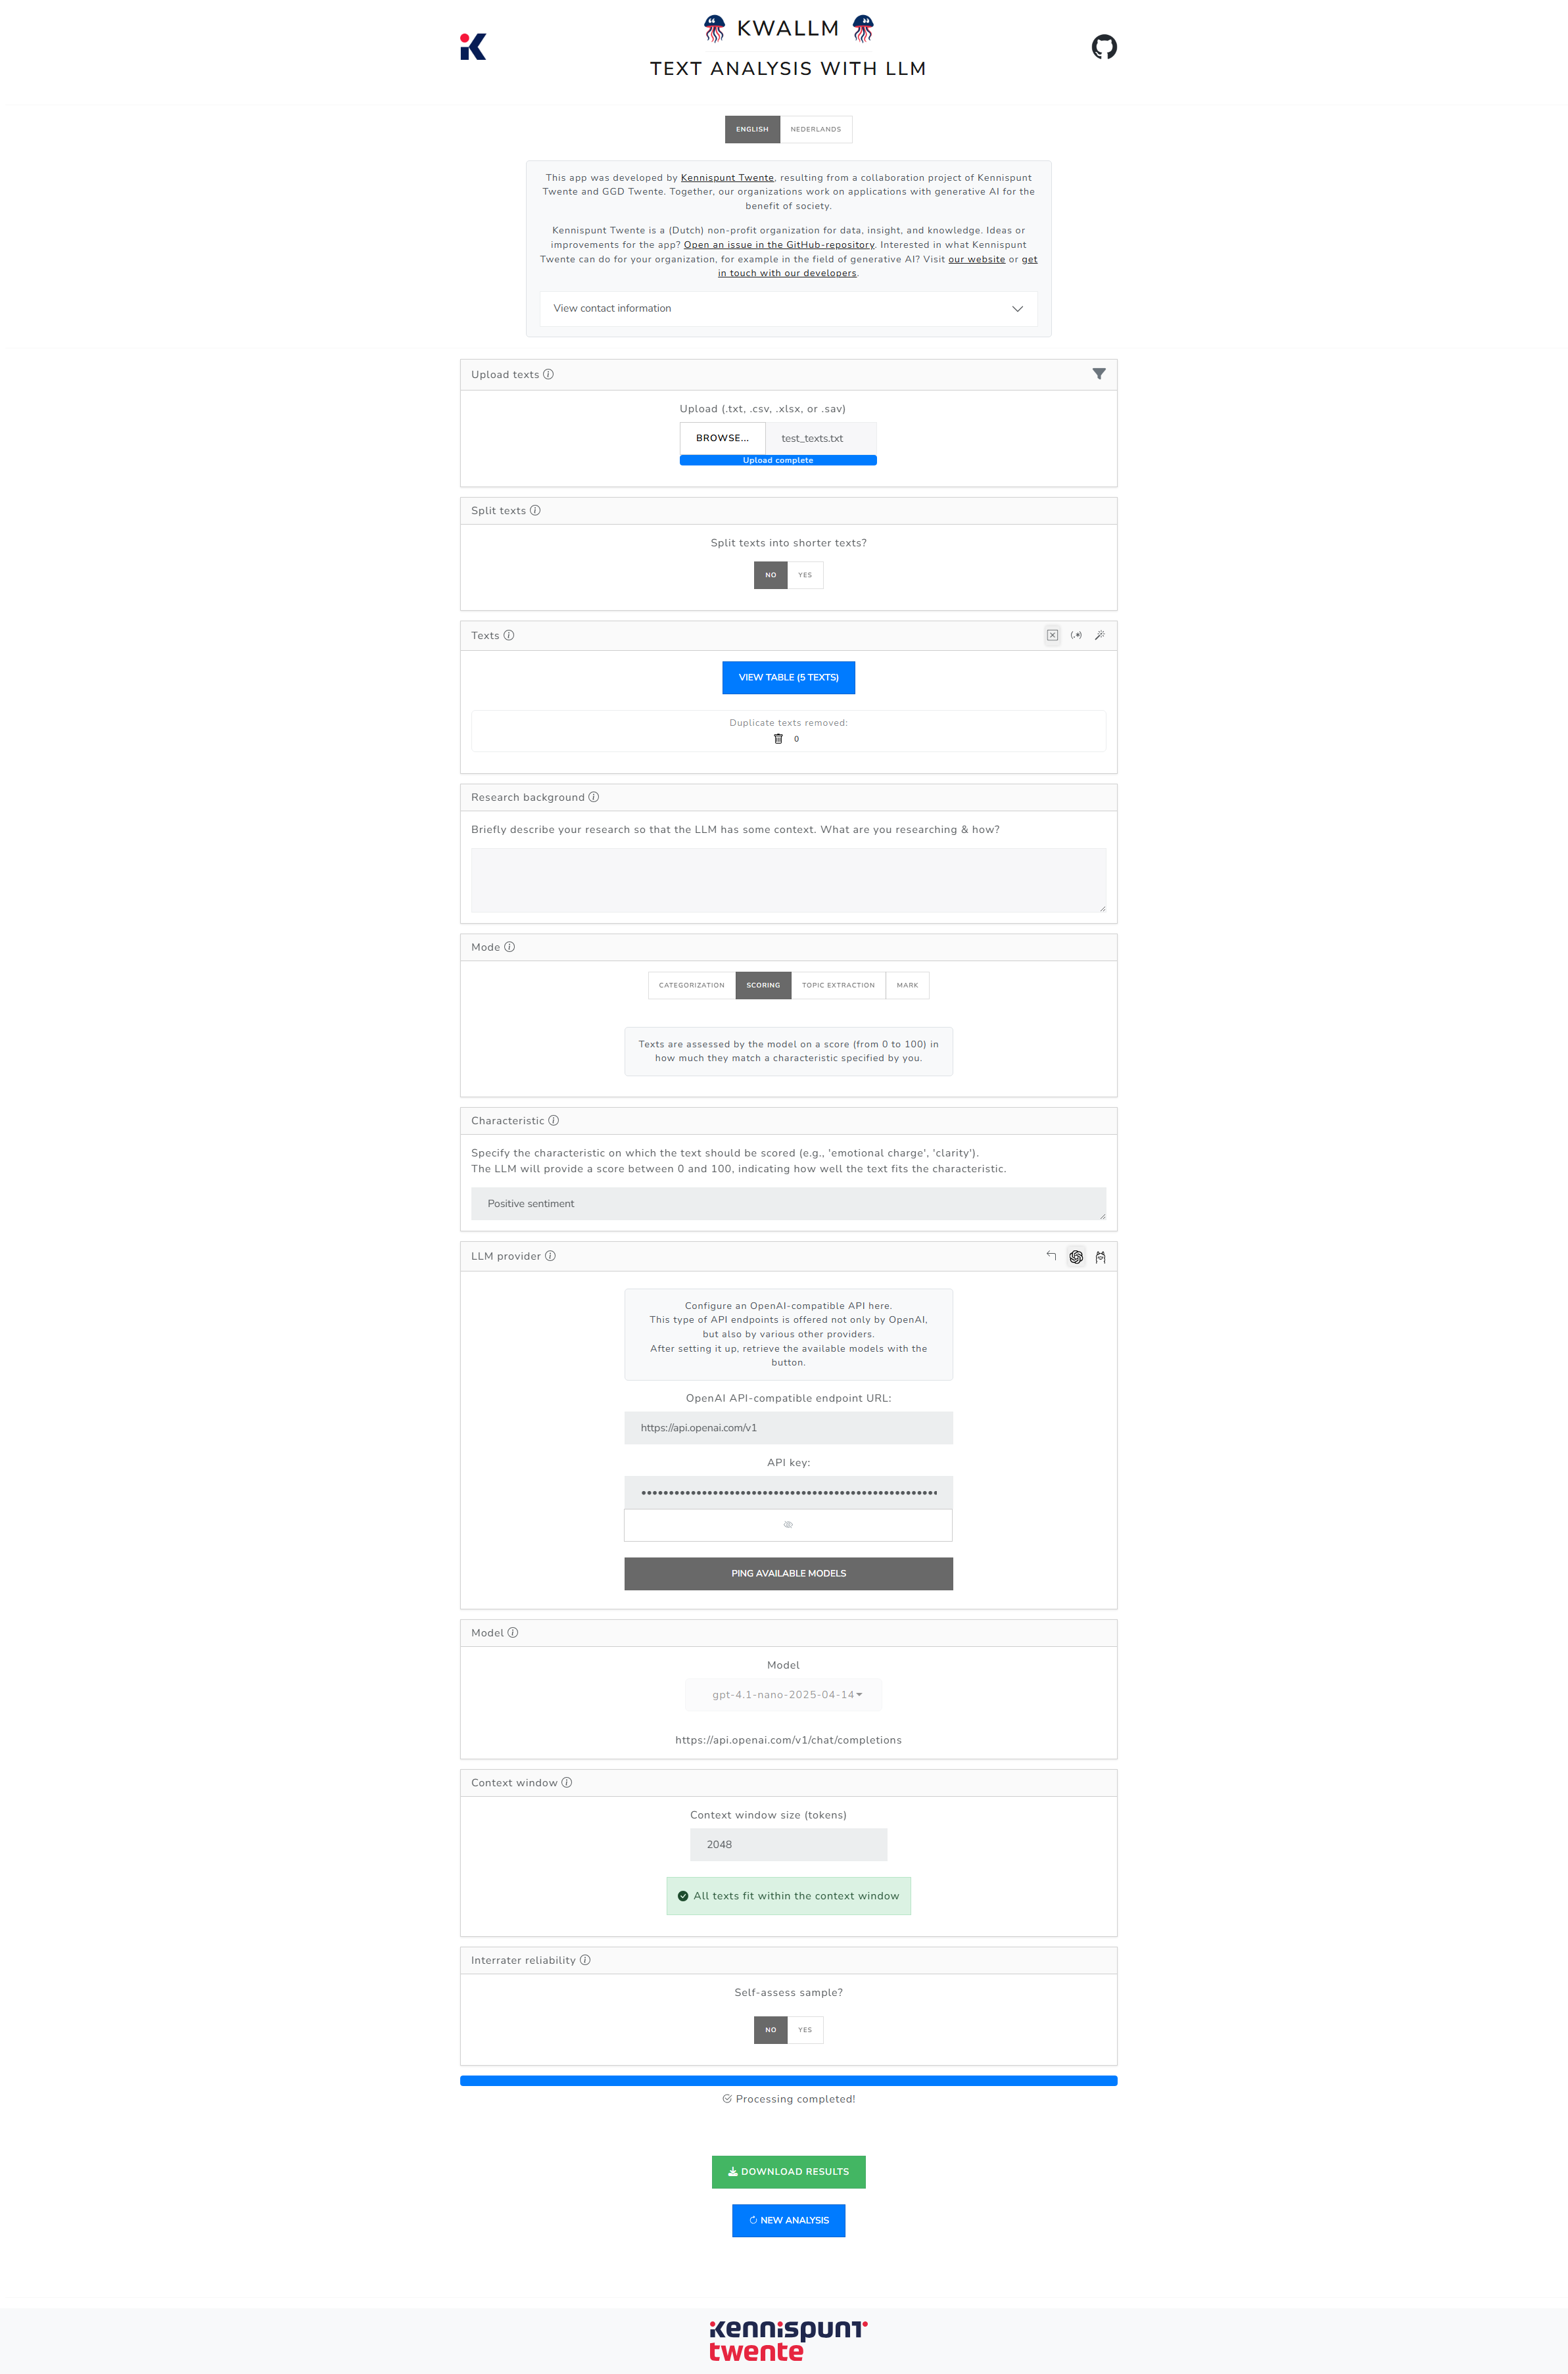 KWALLM
TEXT ANALYSIS WITH LLM
ENGLISH NEDERLANDS
This app was developed by Kennispunt Twente, resulting from a collaboration project of Kennispunt
Twente and GGD Twente. Together, our organizations work on applications with generative AI for the
benefit of society.
Kennispunt Twente is a (Dutch) non-profit organization for data, insight, and knowledge. Ideas or
improvements for the app? Open an issue in the GitHub-repository. Interested in what Kennispunt
Twente can do for your organization, for example in the field of generative AI? Visit our website or get
in touch with our developers.
View contact information
Upload texts
Upload (.txt, .csv, .xlsx, or .sav)
BROWSE... test_texts.txt
Upload complete
Split texts
Split texts into shorter texts?
NO YES
Texts
(.*)
VIEW TABLE (5 TEXTS)
Duplicate texts removed:
0
Research background
Briefly describe your research so that the LLM has some context. What are you researching & how?
Mode
CATEGORIZATION SCORING TOPIC EXTRACTION MARK
Texts are assessed by the model on a score (from 0 to 100) in
how much they match a characteristic specified by you.
Characteristic
Specify the characteristic on which the text should be scored (e.g., 'emotional charge', 'clarity').
The LLM will provide a score between 0 and 100, indicating how well the text fits the characteristic.
Positive sentiment
LLM provider
Configure an OpenAI-compatible API here.
This type of API endpoints is offered not only by OpenAI,
but also by various other providers.
After setting it up, retrieve the available models with the
button.
OpenAI API-compatible endpoint URL:
https://api.openai.com/v1
API key:
PING AVAILABLE MODELS
Model
Model
gpt-4.1-nano-2025-04-14
https://api.openai.com/v1/chat/completions
Context window
Context window size (tokens)
2048
All texts fit within the context window
Interrater reliability
Self-assess sample?
NO YES
Processing completed!
DOWNLOAD RESULTS
NEW ANALYSIS
kennispunt
twente